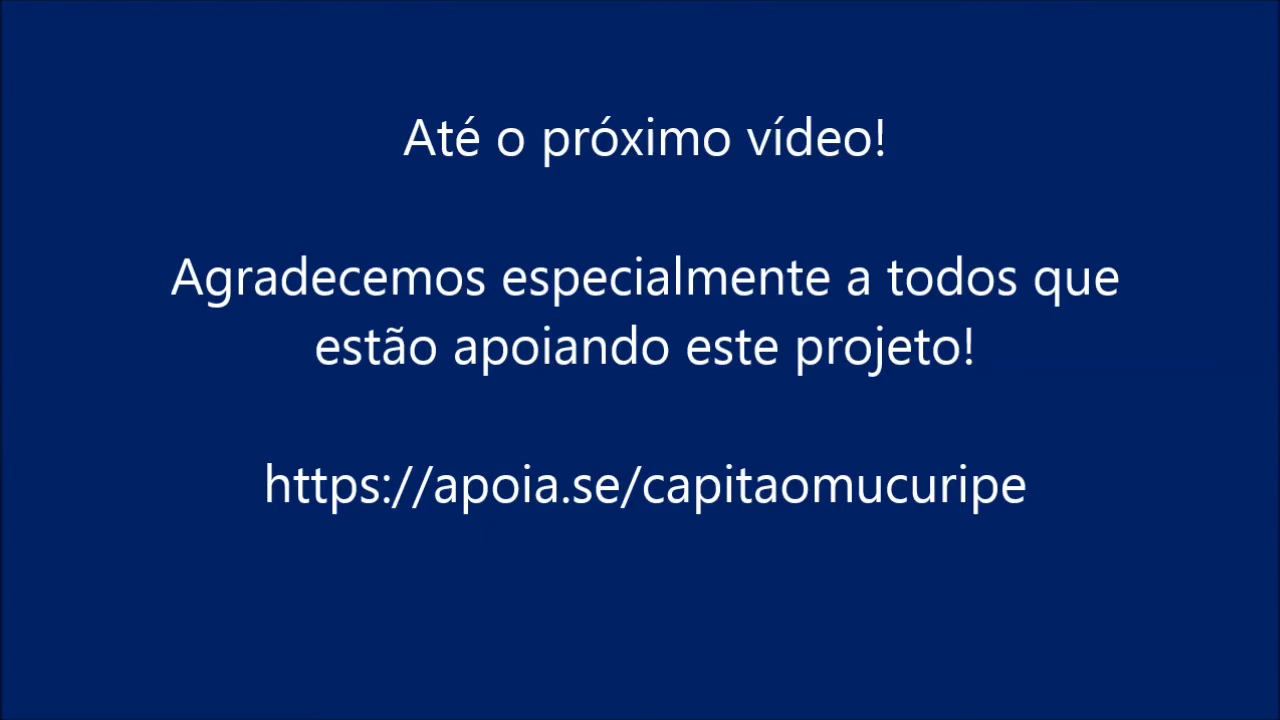 Até o próximo vídeo!
Agradecemos especialmente a todos que
estão apoiando este projeto!
https://apoia.se/capitaomucuripe